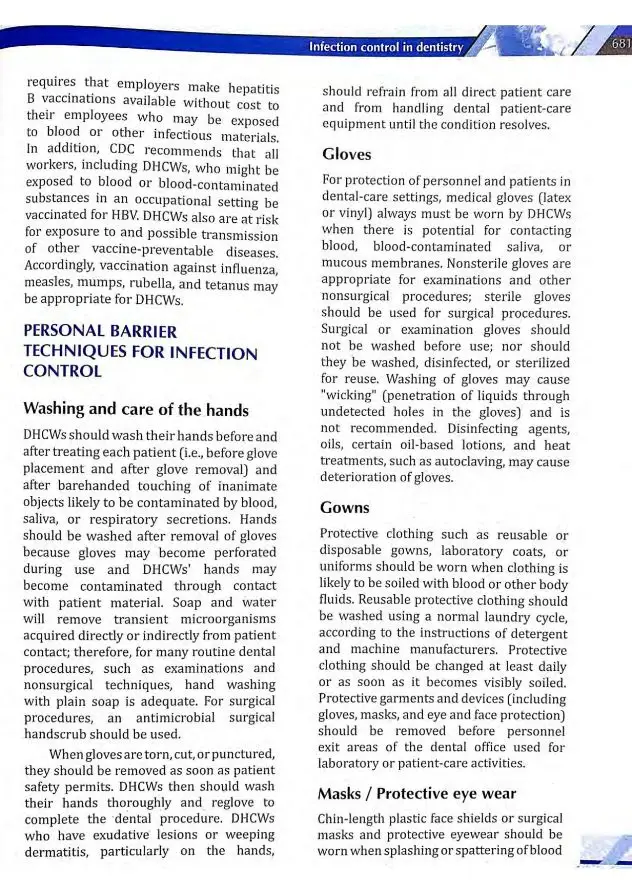 Infection control in dentistry
681
requires that employers make hepatitis
B vaccinations available without cost to
their employees who may be exposed
to blood or other infectious materials.
In addition, CDC recommends that all
workers, including DHCWs, who might be
exposed to blood or blood-contaminated
substances in an occupational setting be
vaccinated for HBV. DHCWs also are at risk
for exposure to and possible transmission
of other vaccine-preventable diseases.
Accordingly, vaccination against influenza,
measles, mumps, rubella, and tetanus may
be appropriate for DHCWs.
PERSONAL BARRIER
TECHNIQUES FOR INFECTION
CONTROL
Washing and care of the hands
DHCWs should wash their hands before and
after treating each patient (i.e., before glove
placement and after glove removal) and
after barehanded touching of inanimate
objects likely to be contaminated by blood,
saliva, or respiratory secretions. Hands
should be washed after removal of gloves
because gloves may become perforated
during use and DHCWs' hands may
become contaminated through contact
with patient material. Soap and water
will remove transient microorganisms
acquired directly or indirectly from patient
contact; therefore, for many routine dental
procedures, such as examinations and
nonsurgical techniques, hand washing
with plain soap is adequate. For surgical
procedures, an antimicrobial surgical
handscrub should be used.
When gloves are torn, cut, or punctured,
they should be removed as soon as patient
safety permits. DHCWs then should wash
their hands thoroughly and reglove to
complete the dental procedure. DHCWs
who have exudative lesions or weeping
dermatitis, particularly on the hands,
should refrain from all direct patient care
and from handling dental patient-care
equipment until the condition resolves.
Gloves
For protection of personnel and patients in
dental-care settings, medical gloves (latex
or vinyl) always must be worn by DHCWs
when there is potential for contacting
blood, blood-contaminated saliva, or
mucous membranes. Nonsterile gloves are
appropriate for examinations and other
nonsurgical procedures; sterile gloves
should be used for surgical procedures.
Surgical or examination gloves should
not be washed before use; nor should
they be washed, disinfected, or sterilized
for reuse. Washing of gloves may cause
"wicking" (penetration of liquids through
undetected holes in the gloves) and is
not recommended. Disinfecting agents,
oils, certain oil-based lotions, and heat
treatments, such as autoclaving, may cause
deterioration of gloves.
Gowns
Protective clothing such as reusable or
disposable gowns, laboratory coats, or
uniforms should be worn when clothing is
likely to be soiled with blood or other body
fluids. Reusable protective clothing should
be washed using a normal laundry cycle,
according to the instructions of detergent
and machine manufacturers. Protective
clothing should be changed at least daily
or as soon as it becomes visibly soiled.
Protective garments and devices (including
gloves, masks, and eye and face protection)
should be removed before personnel
exit areas of the dental office used for
laboratory or patient-care activities.
Masks / Protective eye wear
Chin-length plastic face shields or surgical
masks and protective eyewear should be
worn when splashing or spattering of blood